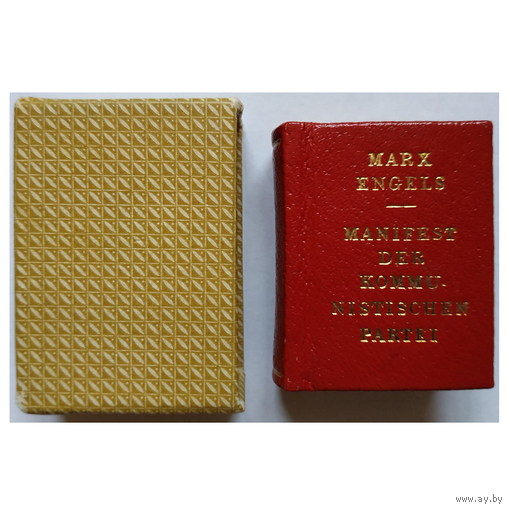 MARX
ENGELS
MANIFEST
DER
KOMMU-
NISTISCHEN
PARTEI
www.ay.by